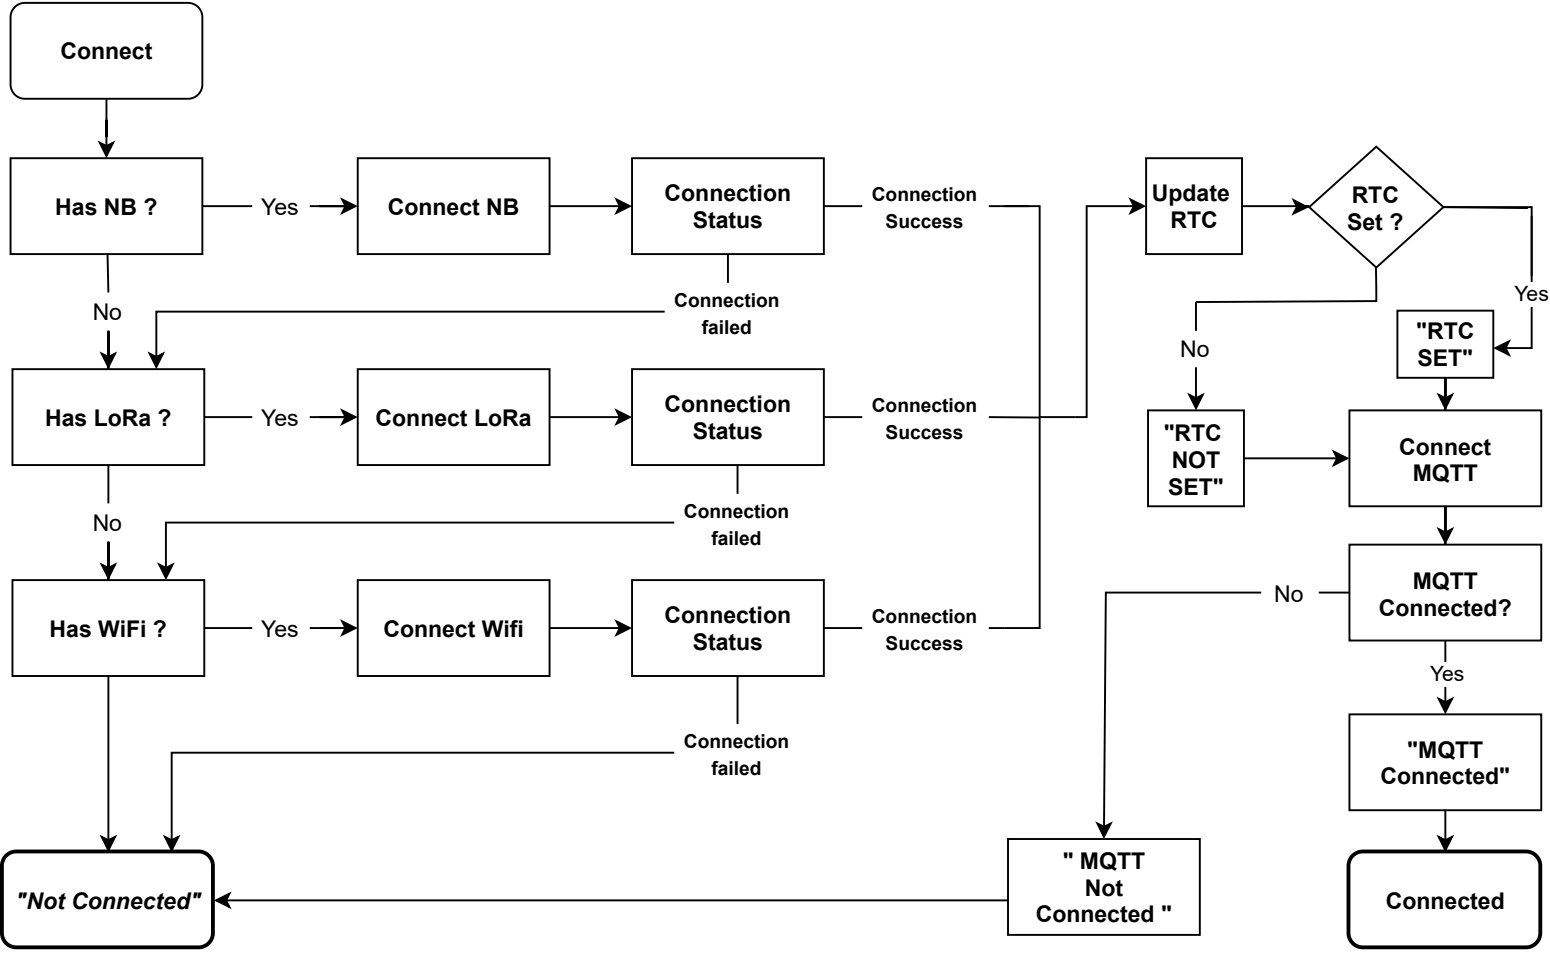 Connect
Has NB ?
Yes
Connect NB
Connection
Status
Connection
Success
Update
RTC
RTC
Set ?
Yes
No
Connection
failed
"RTC
SET"
No
Has LoRa ?
Yes
Connect LoRa
Connection
Status
Connection
Success
"RTC
NOT
SET"
Connect
MQTT
No
Connection
failed
Has WiFi ?
Yes
Connect Wifi
Connection
Status
Connection
Success
No
MQTT
Connected?
Yes
Connection
failed
"MQTT
Connected"
"Not Connected"
" MQTT
Not
Connected "
Connected